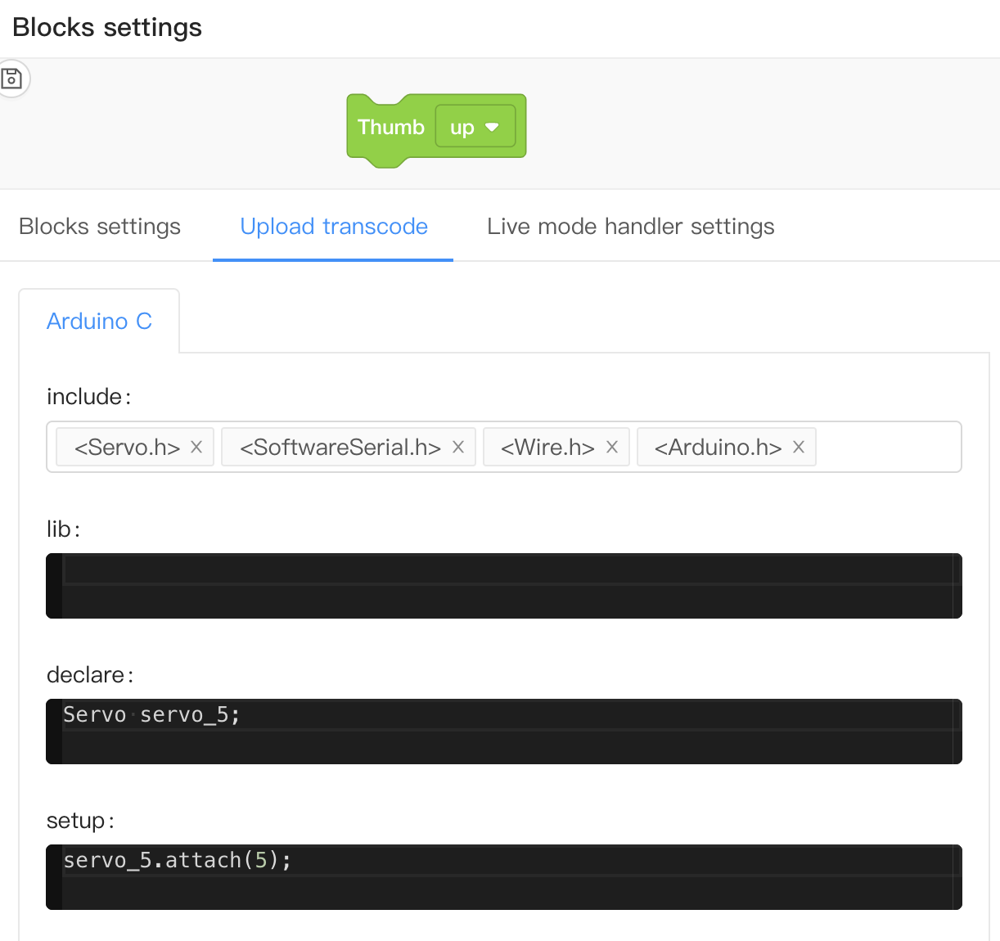 Blocks settings
Thumb up
Blocks settings Upload transcode Live mode handler settings
Arduino C
include:
<Servo.h> <SoftwareSerial.h> <Wire.h> <Arduino.h>
lib:
declare:
Servo servo_5;
setup:
servo_5.attach(5);